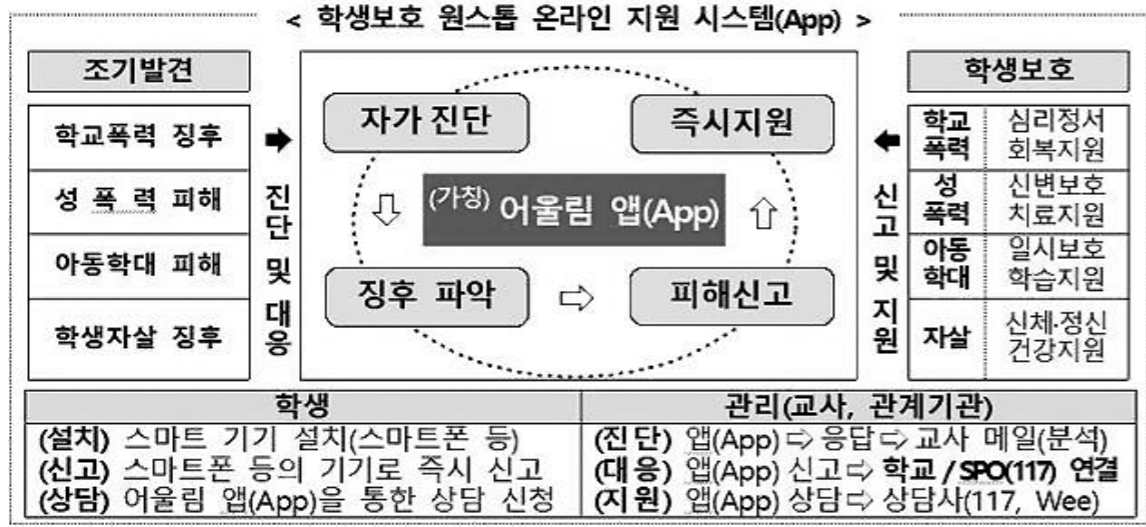 < 학생보호 원스톱 온라인 지원 시스템(App) >
조기발견
학교폭력 징후
성 폭 력 피해
아동학대 피해
학생자살 징후
진단 및 대응
자가 진단
즉시지원
(가칭) 어울림 앱(App)
징후 파악
피해신고
신고 및 지원
학생보호
학교
폭력
심리정서
회복지원
성
폭력
신변보호
치료지원
아동
학대
일시보호
학습지원
자살
신체·정신
건강지원
학생
(설치) 스마트 기기 설치(스마트폰 등)
(신고) 스마트폰 등의 기기로 즉시 신고
(상담) 어울림 앱(App)을 통한 상담 신청
관리(교사, 관계기관)
(진단) 앱(App) ⇨ 응답 ⇨ 교사 메일(분석)
(대응) 앱(App) 신고 ⇨ 학교 / SPO(117) 연결
(지원) 앱(App) 상담 ⇨ 상담사(117, Wee)